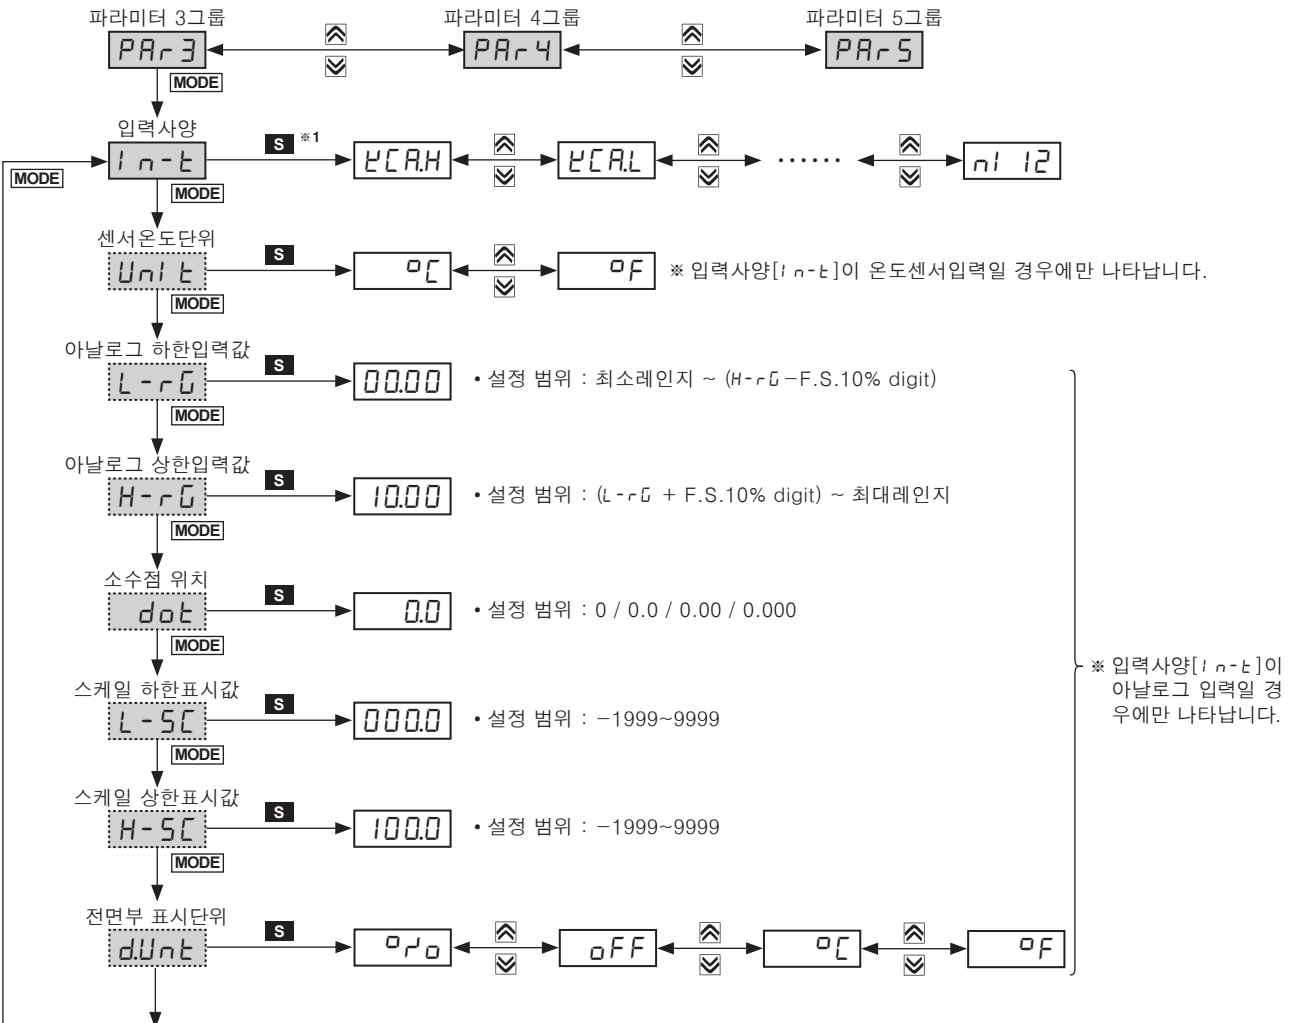 파라미터 3그룹 파라미터 4그룹 파라미터 5그룹
PAr3 PAr4 PAr5
MODE
입력사양
In-t S ※1 KCA.H KCA.L ...... nI 12
MODE MODE
센서온도단위
UnIt S °C °F ※ 입력사양[In-t]이 온도센서입력일 경우에만 나타납니다.
MODE
아날로그 하한입력값
L-rG S 00.00 • 설정 범위 : 최소레인지 ~ (H-rG-F.S.10% digit)
MODE
아날로그 상한입력값
H-rG S 10.00 • 설정 범위 : (L-rG + F.S.10% digit) ~ 최대레인지
MODE
소수점 위치
dot S 0.0 • 설정 범위 : 0 / 0.0 / 0.00 / 0.000
MODE
※ 입력사양[In-t]이
아날로그 입력일 경
우에만 나타납니다.
스케일 하한표시값
L-SC S 000.0 • 설정 범위 : -1999~9999
MODE
스케일 상한표시값
H-SC S 100.0 • 설정 범위 : -1999~9999
MODE
전면부 표시단위
d.Unt S °/o oFF °C °F